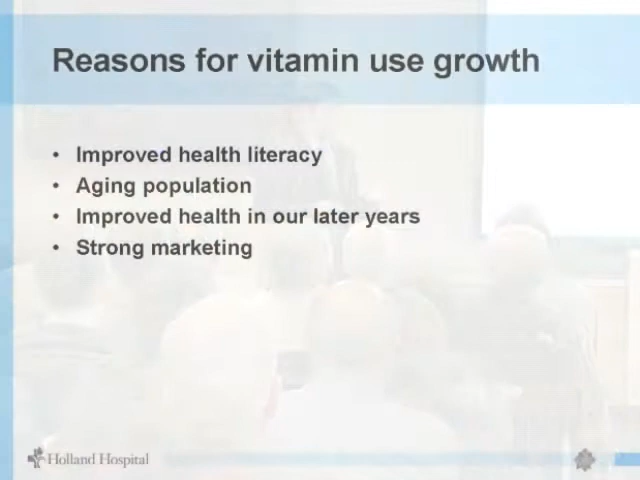 Reasons for vitamin use growth
• Improved health literacy
• Aging population
• Improved health in our later years
• Strong marketing
Holland Hospital